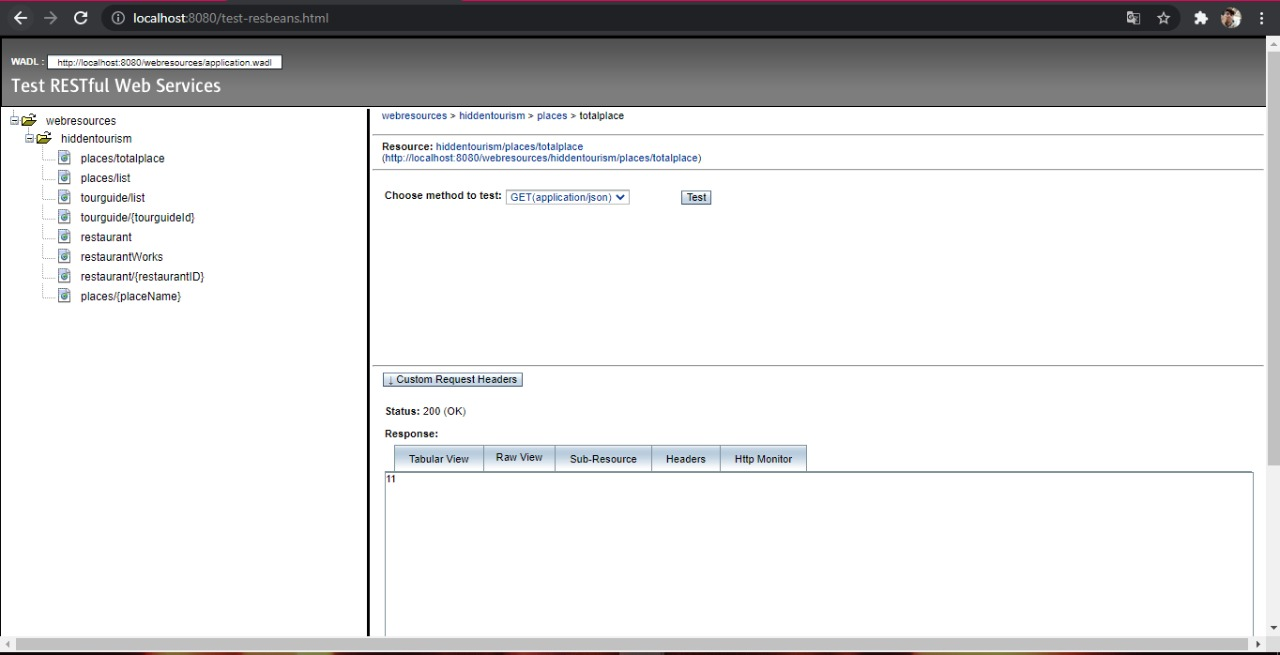 localhost:8080/test-resbeans.html
WADL : http://localhost:8080/webresources/application.wadl
Test RESTful Web Services
webresources
hiddentourism
places/totalplace
places/list
tourguide/list
tourguide/{tourguideId}
restaurant
restaurantWorks
restaurant/{restaurantID}
places/{placeName}
webresources > hiddentourism > places > totalplace
Resource: hiddentourism/places/totalplace
(http://localhost:8080/webresources/hiddentourism/places/totalplace)
Choose method to test: GET(application/json) Test
↓ Custom Request Headers
Status: 200 (OK)
Response:
Tabular View Raw View Sub-Resource Headers Http Monitor
11